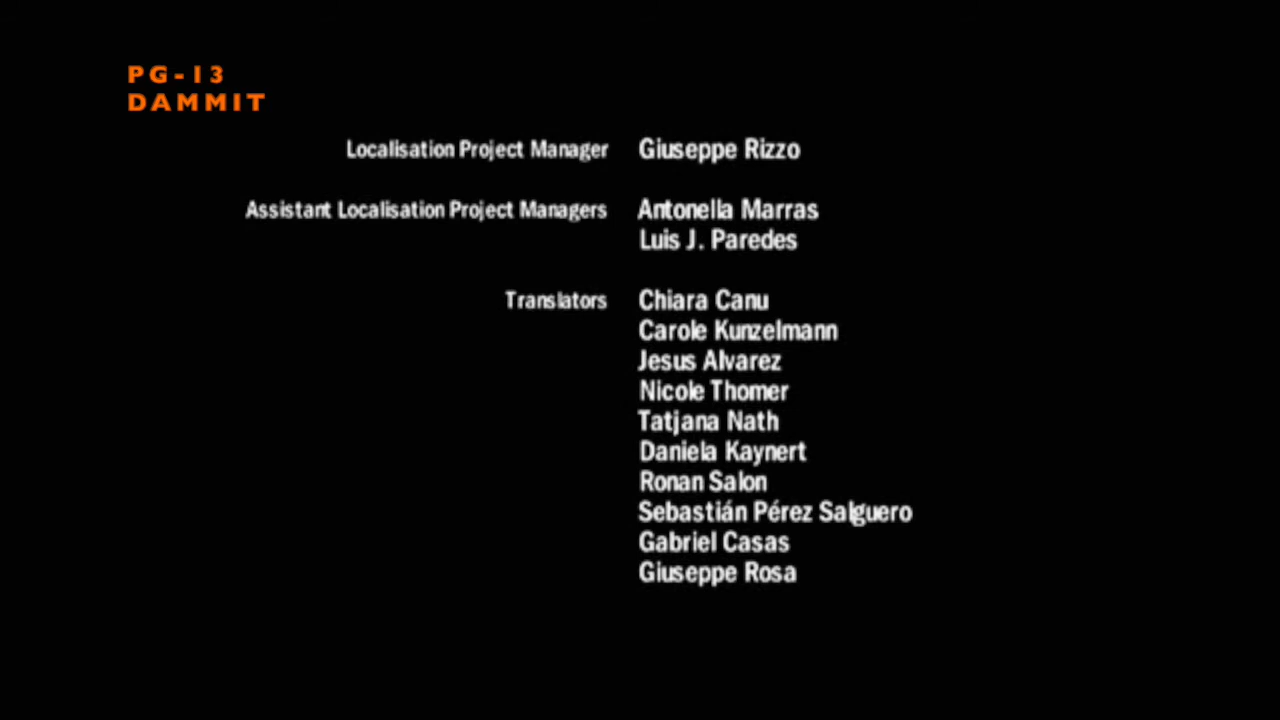 PG-13
DAMMIT
Localisation Project Manager Giuseppe Rizzo
Assistant Localisation Project Managers Antonella Marras
Luis J. Paredes
Translators Chiara Canu
Carole Kunzelmann
Jesus Alvarez
Nicole Thomer
Tatjana Nath
Daniela Kaynert
Ronan Salon
Sebastián Pérez Salguero
Gabriel Casas
Giuseppe Rosa